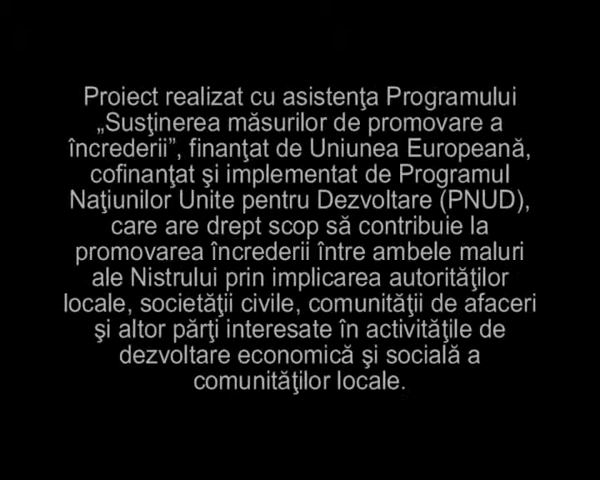 Proiect realizat cu asistenţa Programului
„Susţinerea măsurilor de promovare a
încrederii”, finanţat de Uniunea Europeană,
cofinanţat şi implementat de Programul
Naţiunilor Unite pentru Dezvoltare (PNUD),
care are drept scop să contribuie la
promovarea încrederii între ambele maluri
ale Nistrului prin implicarea autorităţilor
locale, societăţii civile, comunităţii de afaceri
şi altor părţi interesate în activităţile de
dezvoltare economică şi socială a
comunităţilor locale.